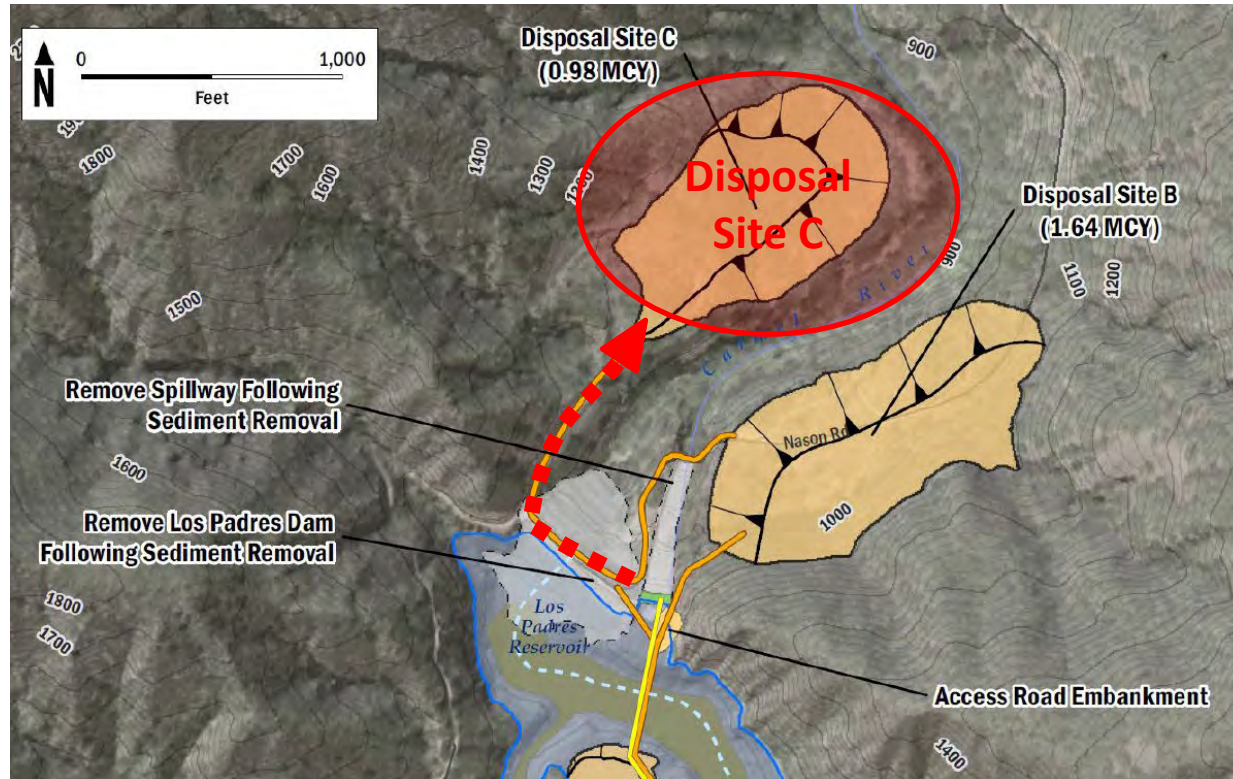 0
1,000
N
Feet
Disposal Site C
(0.98 MCY)
900
1800
1700
1600
1400
1300
1200
Disposal
Site C
Disposal Site B
(1.64 MCY)
900
1100
1200
Carmel River
1500
Remove Spillway Following
Sediment Removal
Nason Rd
1600
1000
Remove Los Padres Dam
Following Sediment Removal
1800
1700
Los
Padres
Reservoir
Access Road Embankment
1400